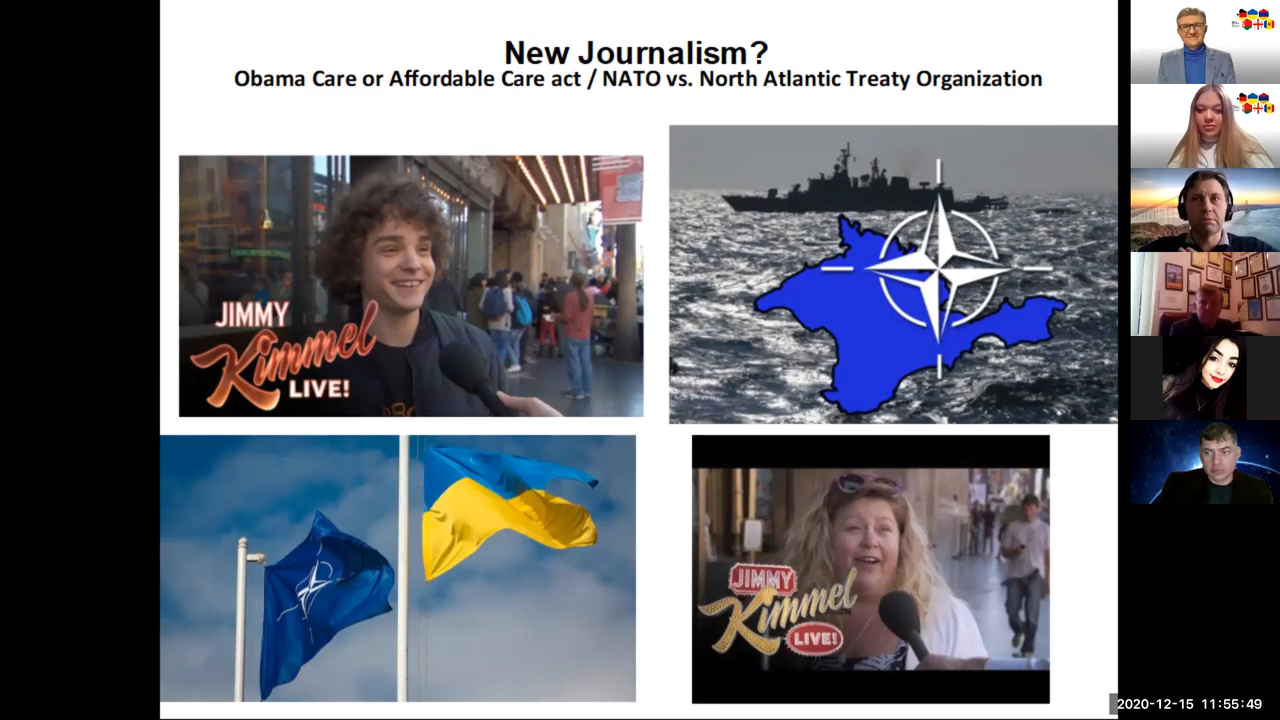 New Journalism?
Obama Care or Affordable Care act / NATO vs. North Atlantic Treaty Organization
JIMMY
Kimmel
LIVE!
JIMMY
Kimmel
LIVE!
2020-12-15 11:55:49